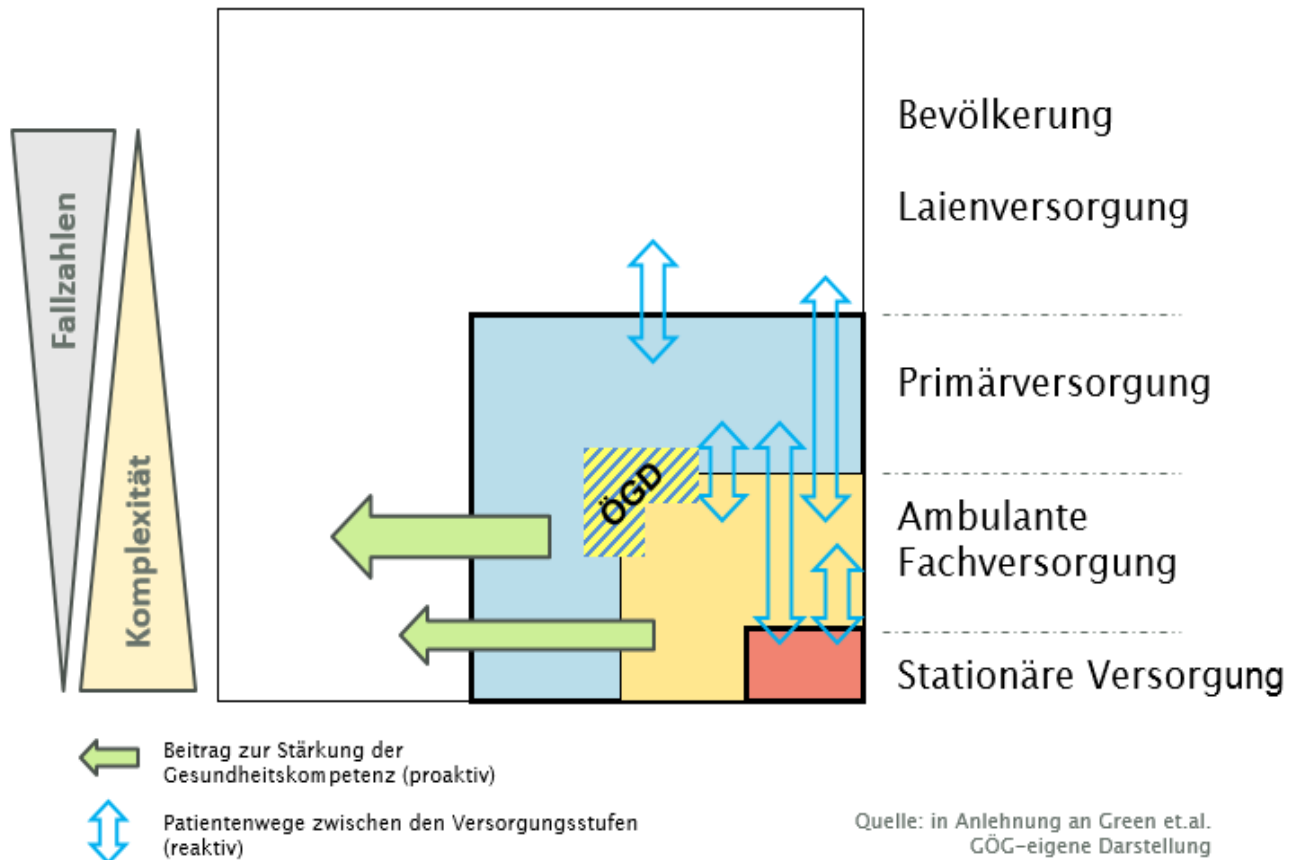 Bevölkerung
Laienversorgung
Fallzahlen
Primärversorgung
Komplexität
ÖGD
Ambulante
Fachversorgung
Stationäre Versorgung
Beitrag zur Stärkung der
Gesundheitskompetenz (proaktiv)
Patientenwege zwischen den Versorgungsstufen
(reaktiv)
Quelle: in Anlehnung an Green et.al.
GÖG-eigene Darstellung